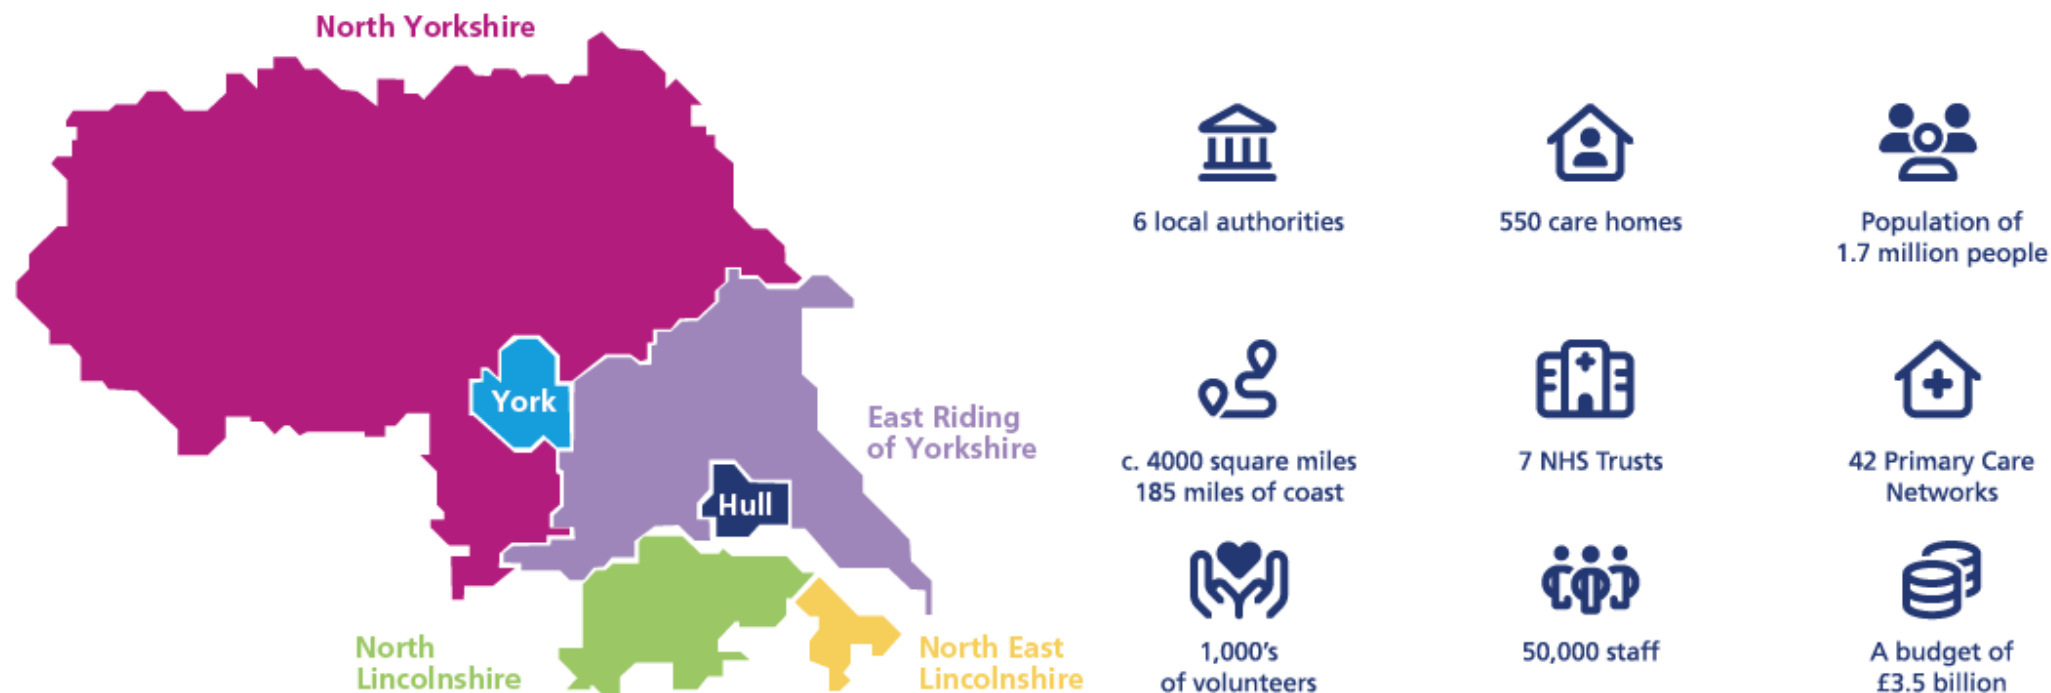 North Yorkshire
York
East Riding
of Yorkshire
Hull
North
Lincolnshire
North East
Lincolnshire
6 local authorities
550 care homes
Population of
1.7 million people
c. 4000 square miles
185 miles of coast
7 NHS Trusts
42 Primary Care
Networks
1,000's
of volunteers
50,000 staff
A budget of
£3.5 billion